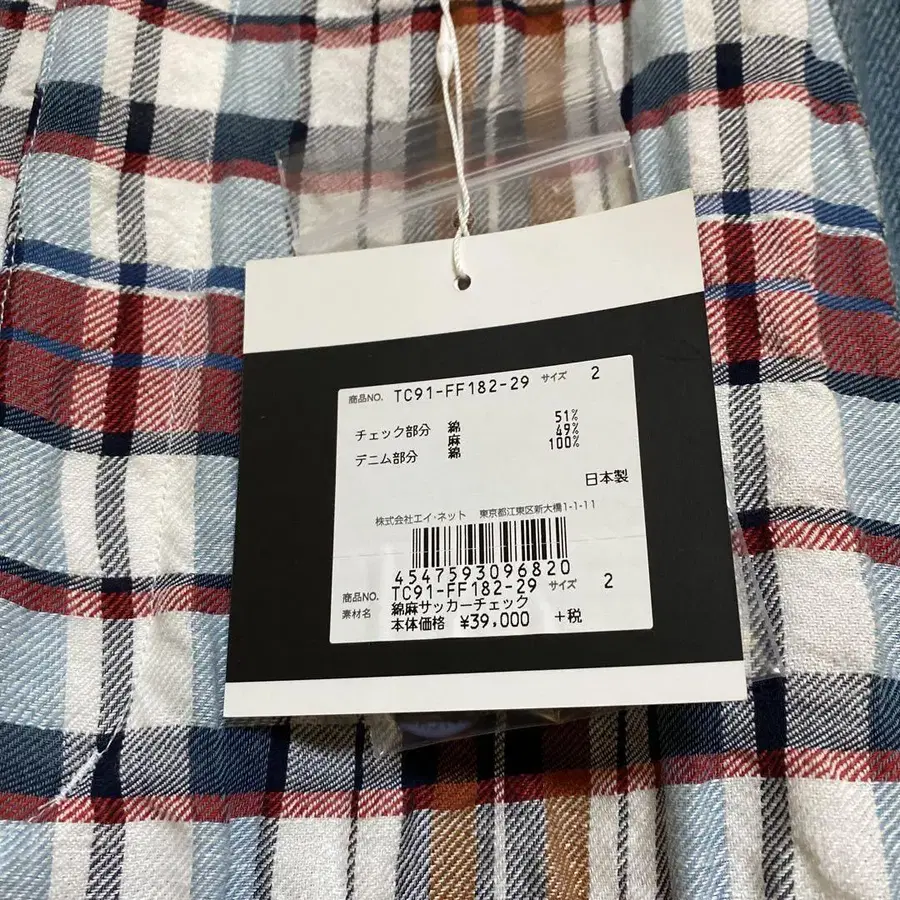 商品NO. TC91-FF182-29 サイズ 2
チェック部分 綿 51%
麻 49%
デニム部分 綿 100%
日本製
株式会社エイ・ネット 東京都江東区新大橋1-1-11
4547593096820
商品NO. TC91-FF182-29 サイズ 2
素材名 綿麻サッカーチェック
本体価格 ¥39,000 +税